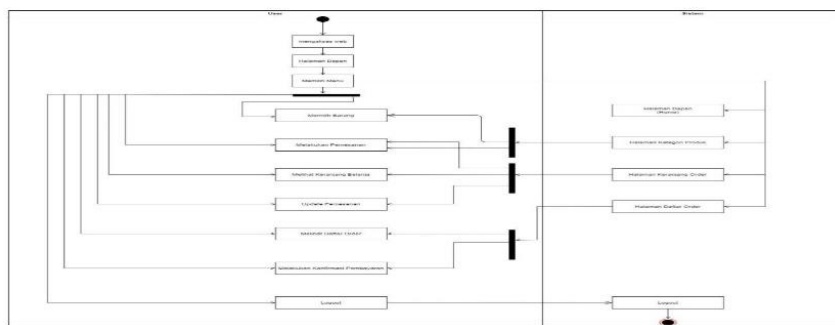 User
Sistem
Mengakses web
Halaman Depan
Memilih Menu
Memilih Barang
Halaman Depan
(Home)
Melakukan Pemesanan
Halaman Kategori Produk
Melihat Keranjang Belanja
Halaman Keranjang Order
Update Pemesanan
Halaman Daftar Order
Melihat Daftar Order
Melakukan Konfirmasi Pembayaran
Logout
Logout